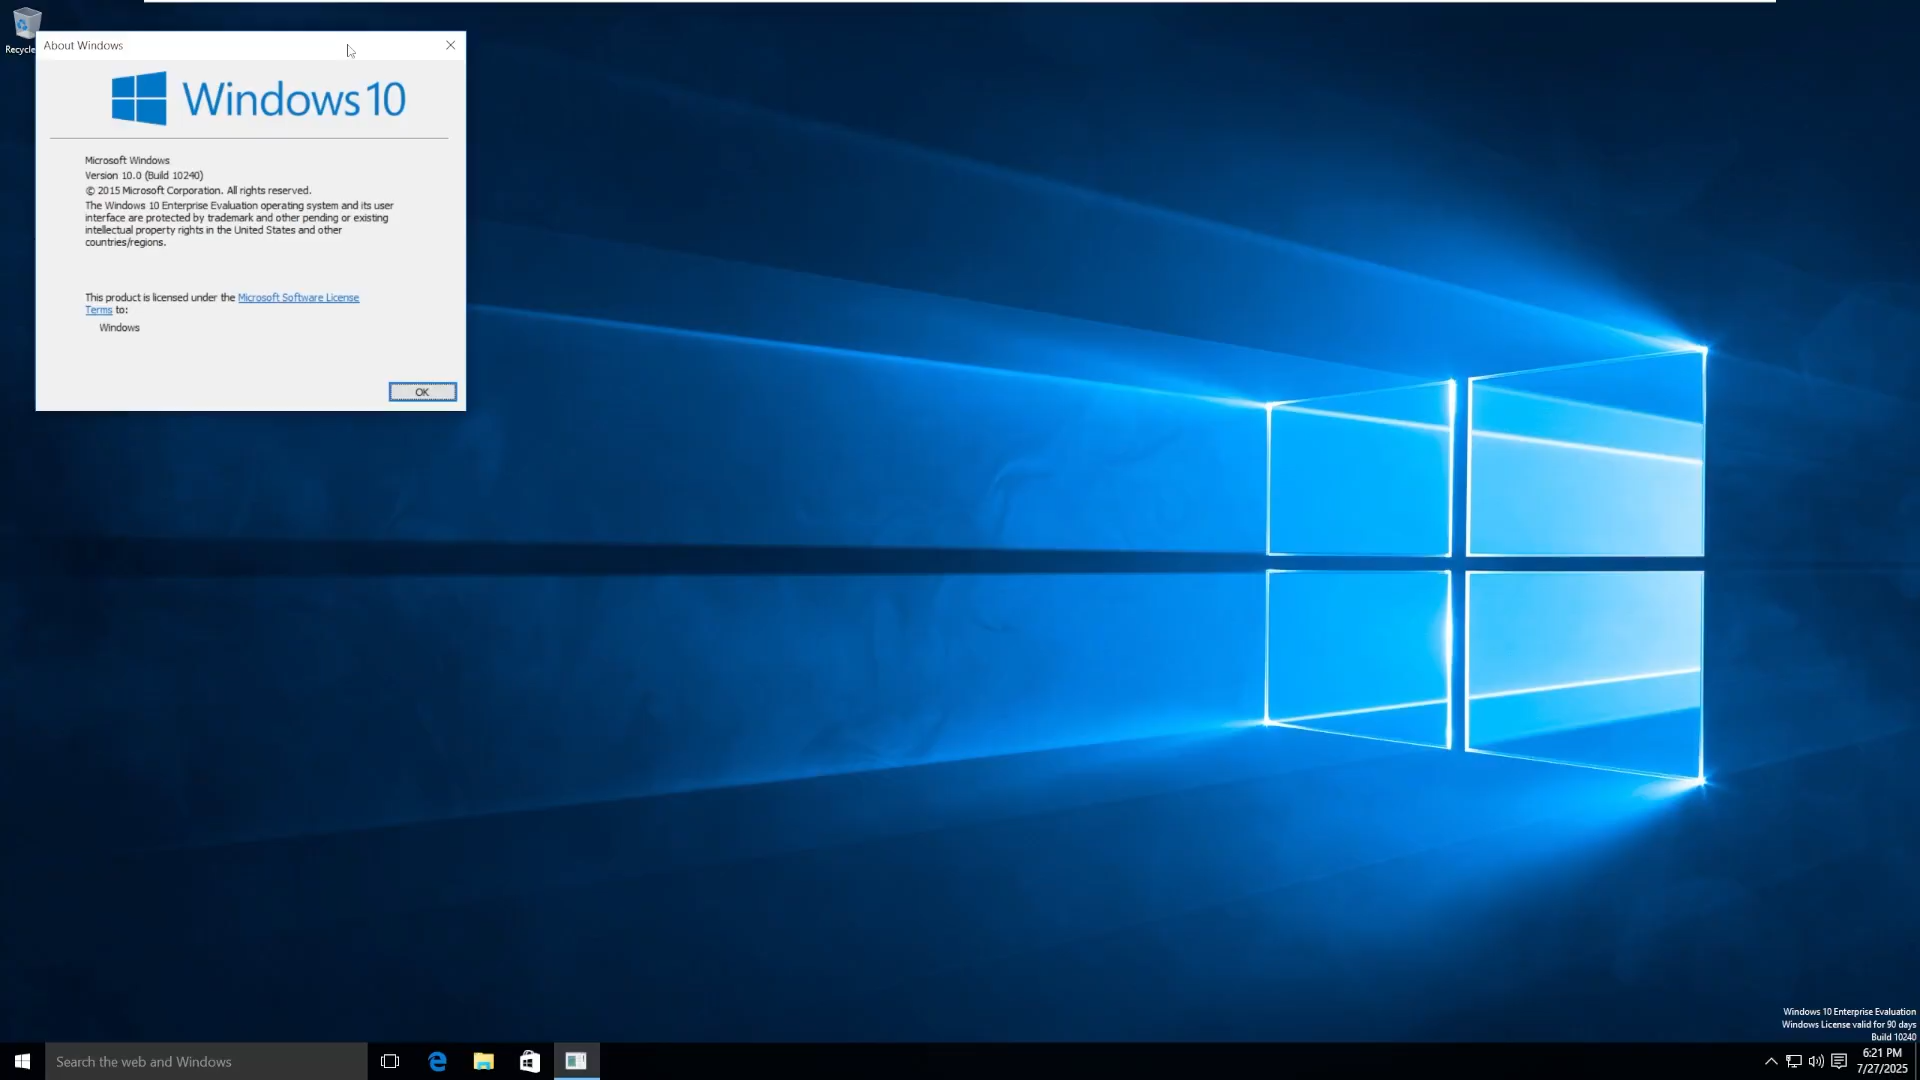 Recycle
About Windows
Windows 10
Microsoft Windows
Version 10.0 (Build 10240)
© 2015 Microsoft Corporation. All rights reserved.
The Windows 10 Enterprise Evaluation operating system and its user
interface are protected by trademark and other pending or existing
intellectual property rights in the United States and other
countries/regions.
This product is licensed under the Microsoft Software License
Terms to:
Windows
OK
Windows 10 Enterprise Evaluation
Windows License valid for 90 days
Build 10240
Search the web and Windows
6:21 PM
7/27/2025